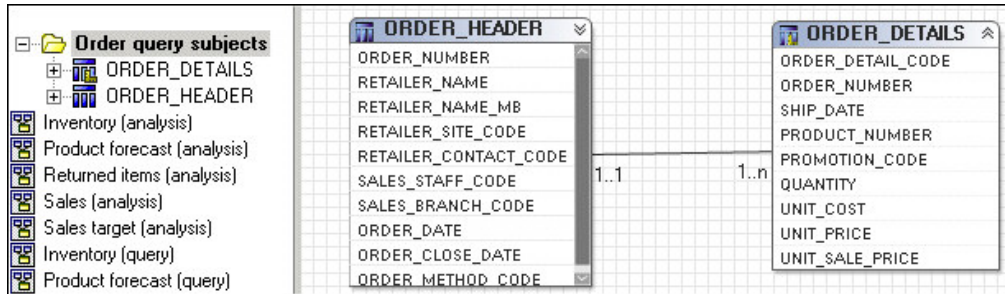 Order query subjects
ORDER_DETAILS
ORDER_HEADER
Inventory (analysis)
Product forecast (analysis)
Returned items (analysis)
Sales (analysis)
Sales target (analysis)
Inventory (query)
Product forecast (query)
ORDER_HEADER
ORDER_NUMBER
RETAILER_NAME
RETAILER_NAME_MB
RETAILER_SITE_CODE
RETAILER_CONTACT_CODE
SALES_STAFF_CODE
SALES_BRANCH_CODE
ORDER_DATE
ORDER_CLOSE_DATE
ORDER_METHOD_CODE
1..1
1..n
ORDER_DETAILS
ORDER_DETAIL_CODE
ORDER_NUMBER
SHIP_DATE
PRODUCT_NUMBER
PROMOTION_CODE
QUANTITY
UNIT_COST
UNIT_PRICE
UNIT_SALE_PRICE